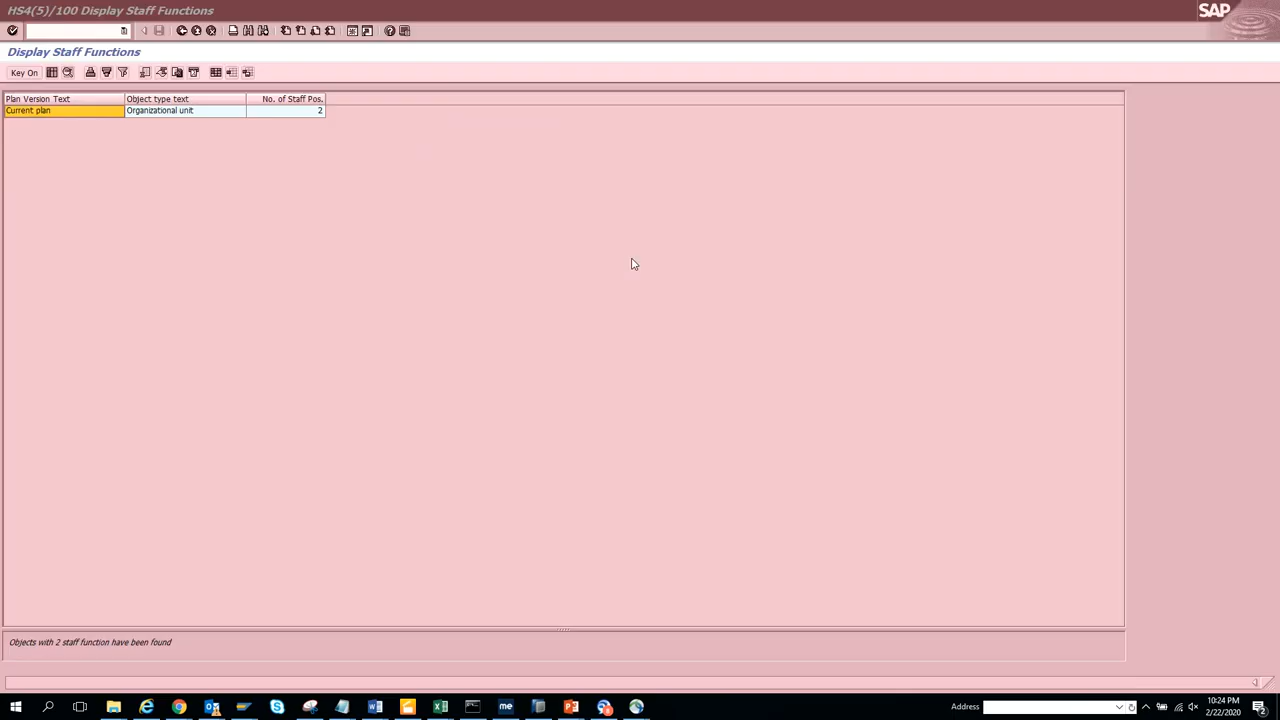 HS4(5)/100 Display Staff Functions
SAP
Display Staff Functions
Key On
Plan Version Text Object type text No. of Staff Pos.
Current plan Organizational unit 2
Objects with 2 staff function have been found
Address
10:24 PM
2/22/2020